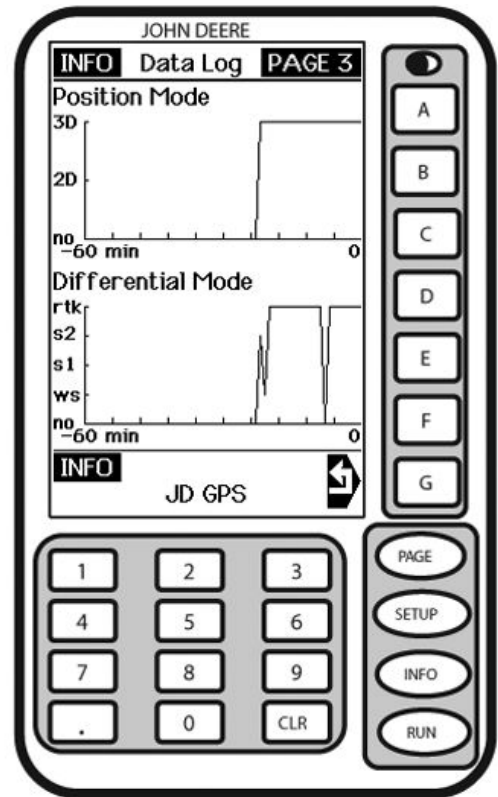 JOHN DEERE
INFO Data Log PAGE 3
Position Mode
3D
2D
no
-60 min 0
Differential Mode
rtk
s2
s1
ws
no
-60 min 0
INFO
JD GPS
A
B
C
D
E
F
G
1 2 3
4 5 6
7 8 9
. 0 CLR
PAGE
SETUP
INFO
RUN